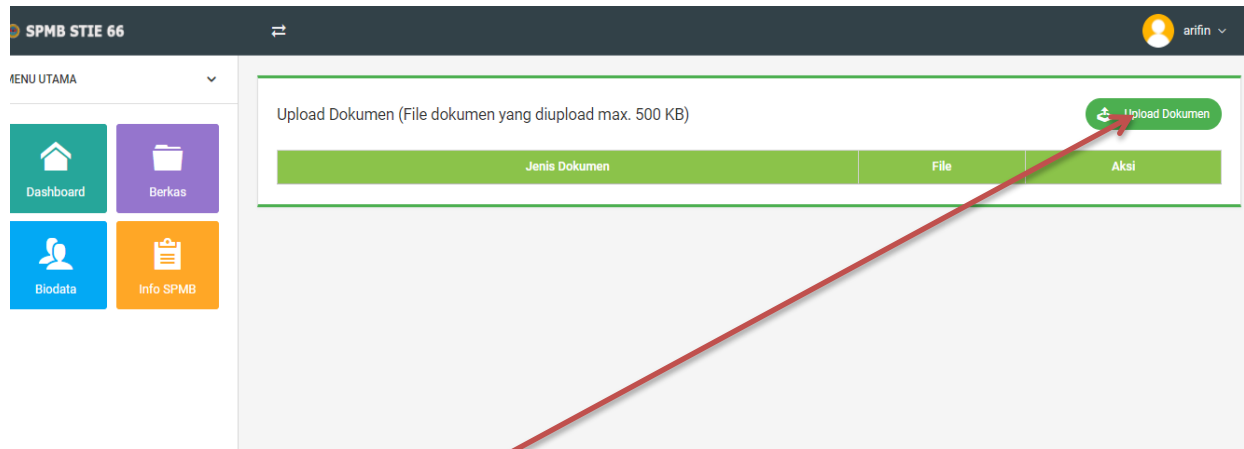 SPMB STIE 66
arifin
MENU UTAMA
Upload Dokumen (File dokumen yang diupload max. 500 KB)
Upload Dokumen
Jenis Dokumen File Aksi
Dashboard Berkas
Biodata Info SPMB